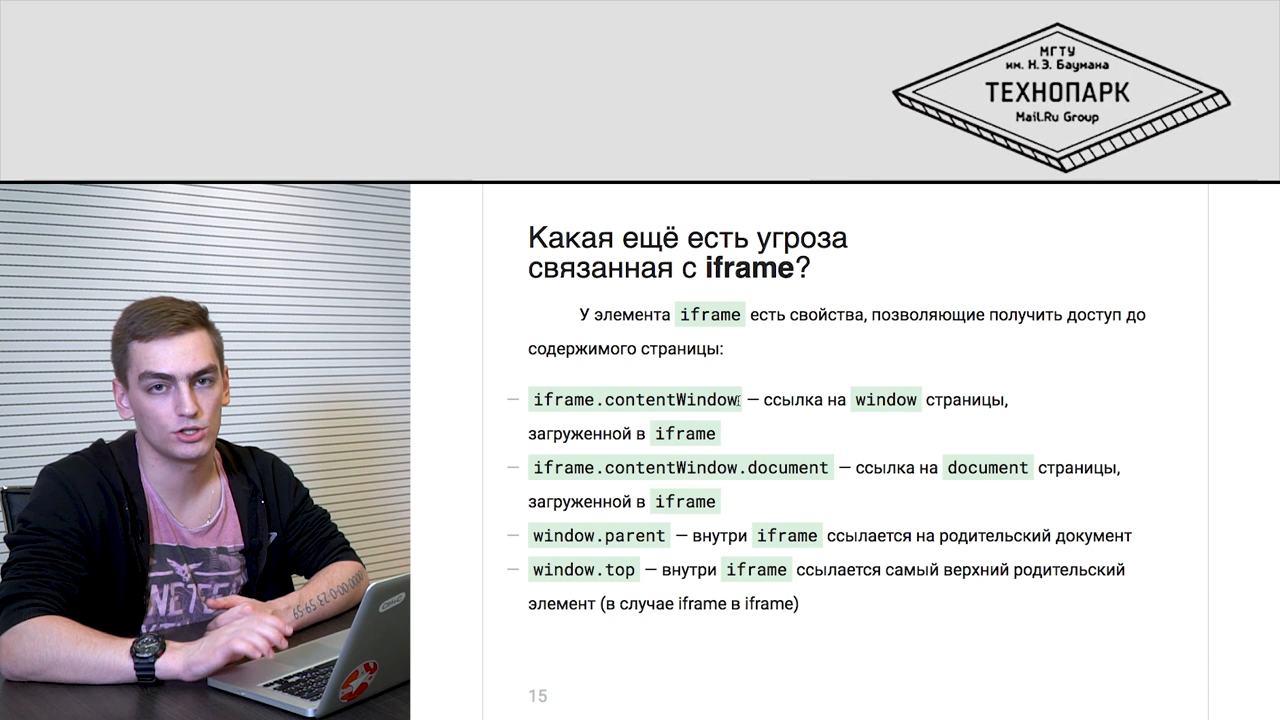 МГТУ
им. Н. Э. Баумана
ТЕХНОПАРК
Mail.Ru Group
Какая ещё есть угроза
связанная с iframe?
У элемента iframe есть свойства, позволяющие получить доступ до
содержимого страницы:
— iframe.contentWindow — ссылка на window страницы,
загруженной в iframe
— iframe.contentWindow.document — ссылка на document страницы,
загруженной в iframe
— window.parent — внутри iframe ссылается на родительский документ
— window.top — внутри iframe ссылается самый верхний родительский
элемент (в случае iframe в iframe)
15